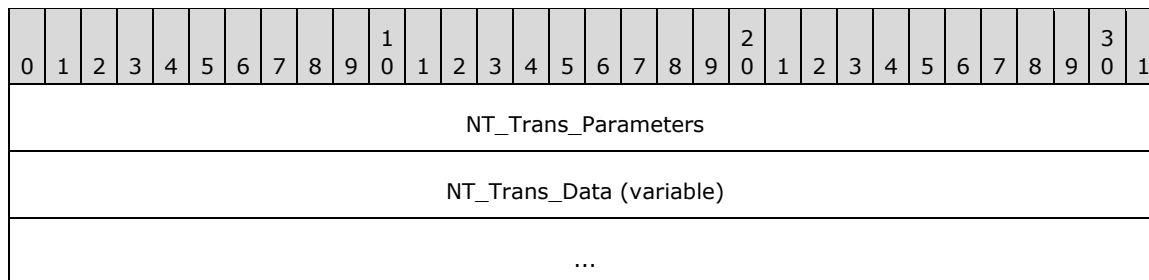 1 2 3
0 1 2 3 4 5 6 7 8 9 0 1 2 3 4 5 6 7 8 9 0 1 2 3 4 5 6 7 8 9 0 1
NT_Trans_Parameters
NT_Trans_Data (variable)
...